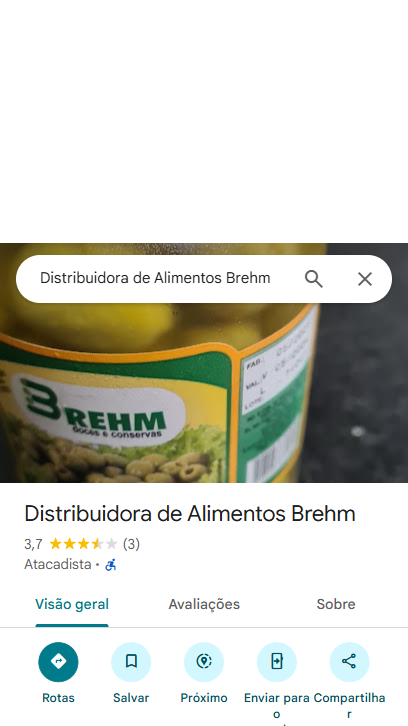 Distribuidora de Alimentos Brehm
BREHM
doces e conservas
FAB.:
VAL.:
LOTE:
Distribuidora de Alimentos Brehm
3,7 (3)
Atacadista ·
Visão geral Avaliações Sobre
Rotas Salvar Próximo Enviar para Compartilha
o r